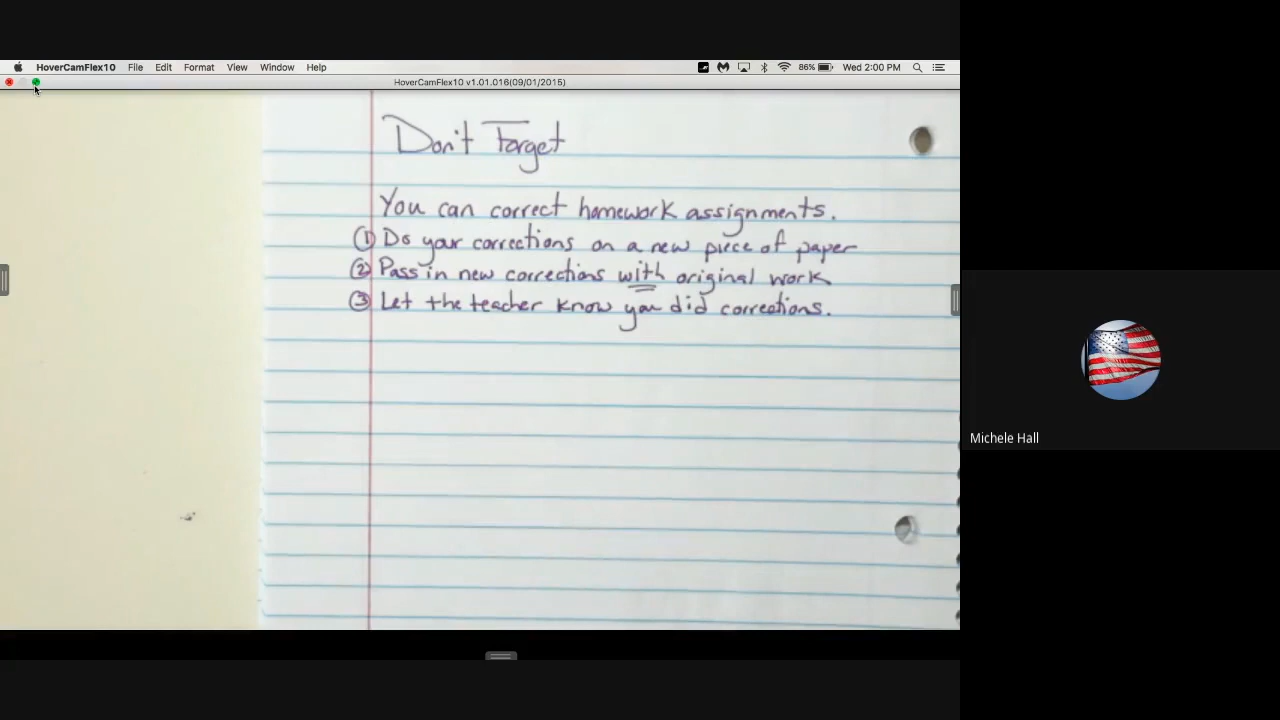 HoverCamFlex10 File Edit Format View Window Help 86% Wed 2:00 PM
HoverCamFlex10 v1.01.016(09/01/2015)
Don't Forget
You can correct homework assignments.
① Do your corrections on a new piece of paper
② Pass in new corrections with original work
③ Let the teacher know you did corrections.
Michele Hall